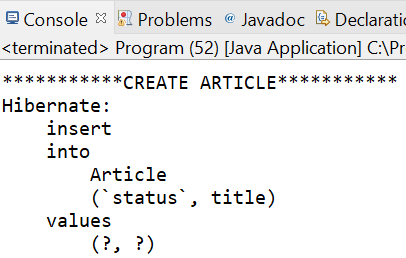 Console Problems Javadoc Declarati
<terminated> Program (52) [Java Application] C:\Pr
***********CREATE ARTICLE***********
Hibernate:
    insert
    into
        Article
        (`status`, title)
    values
        (?, ?)